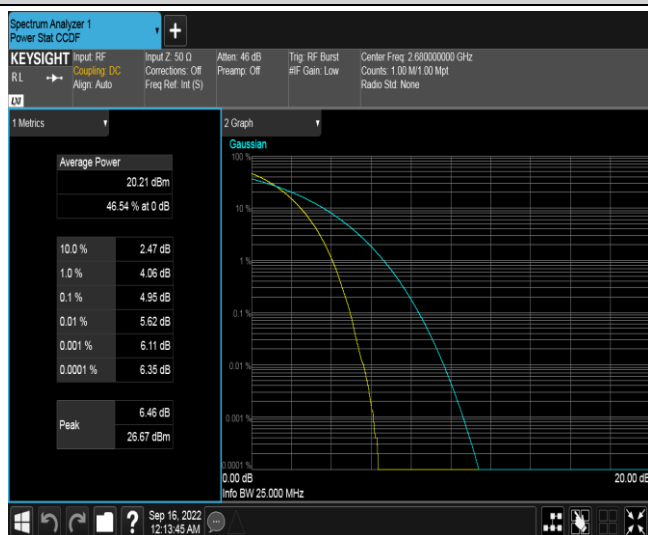 Spectrum Analyzer 1
Power Stat CCDF
+
KEYSIGHT
RL
LXI
Input: RF
Coupling: DC
Align: Auto
Input Z: 50 Ω
Corrections: Off
Freq Ref: Int (S)
Atten: 46 dB
Preamp: Off
Trig: RF Burst
#IF Gain: Low
Center Freq: 2.680000000 GHz
Counts: 1.00 M/1.00 Mpt
Radio Std: None
1 Metrics
Average Power
20.21 dBm
46.54 % at 0 dB
10.0 % 2.47 dB
1.0 % 4.06 dB
0.1 % 4.95 dB
0.01 % 5.62 dB
0.001 % 6.11 dB
0.0001 % 6.35 dB
Peak 6.46 dB
26.67 dBm
2 Graph
Gaussian
100 %
10 %
1 %
0.1 %
0.01 %
0.001 %
0.0001 %
0.00 dB 20.00 dB
Info BW 25.000 MHz
?
Sep 16, 2022
12:13:45 AM